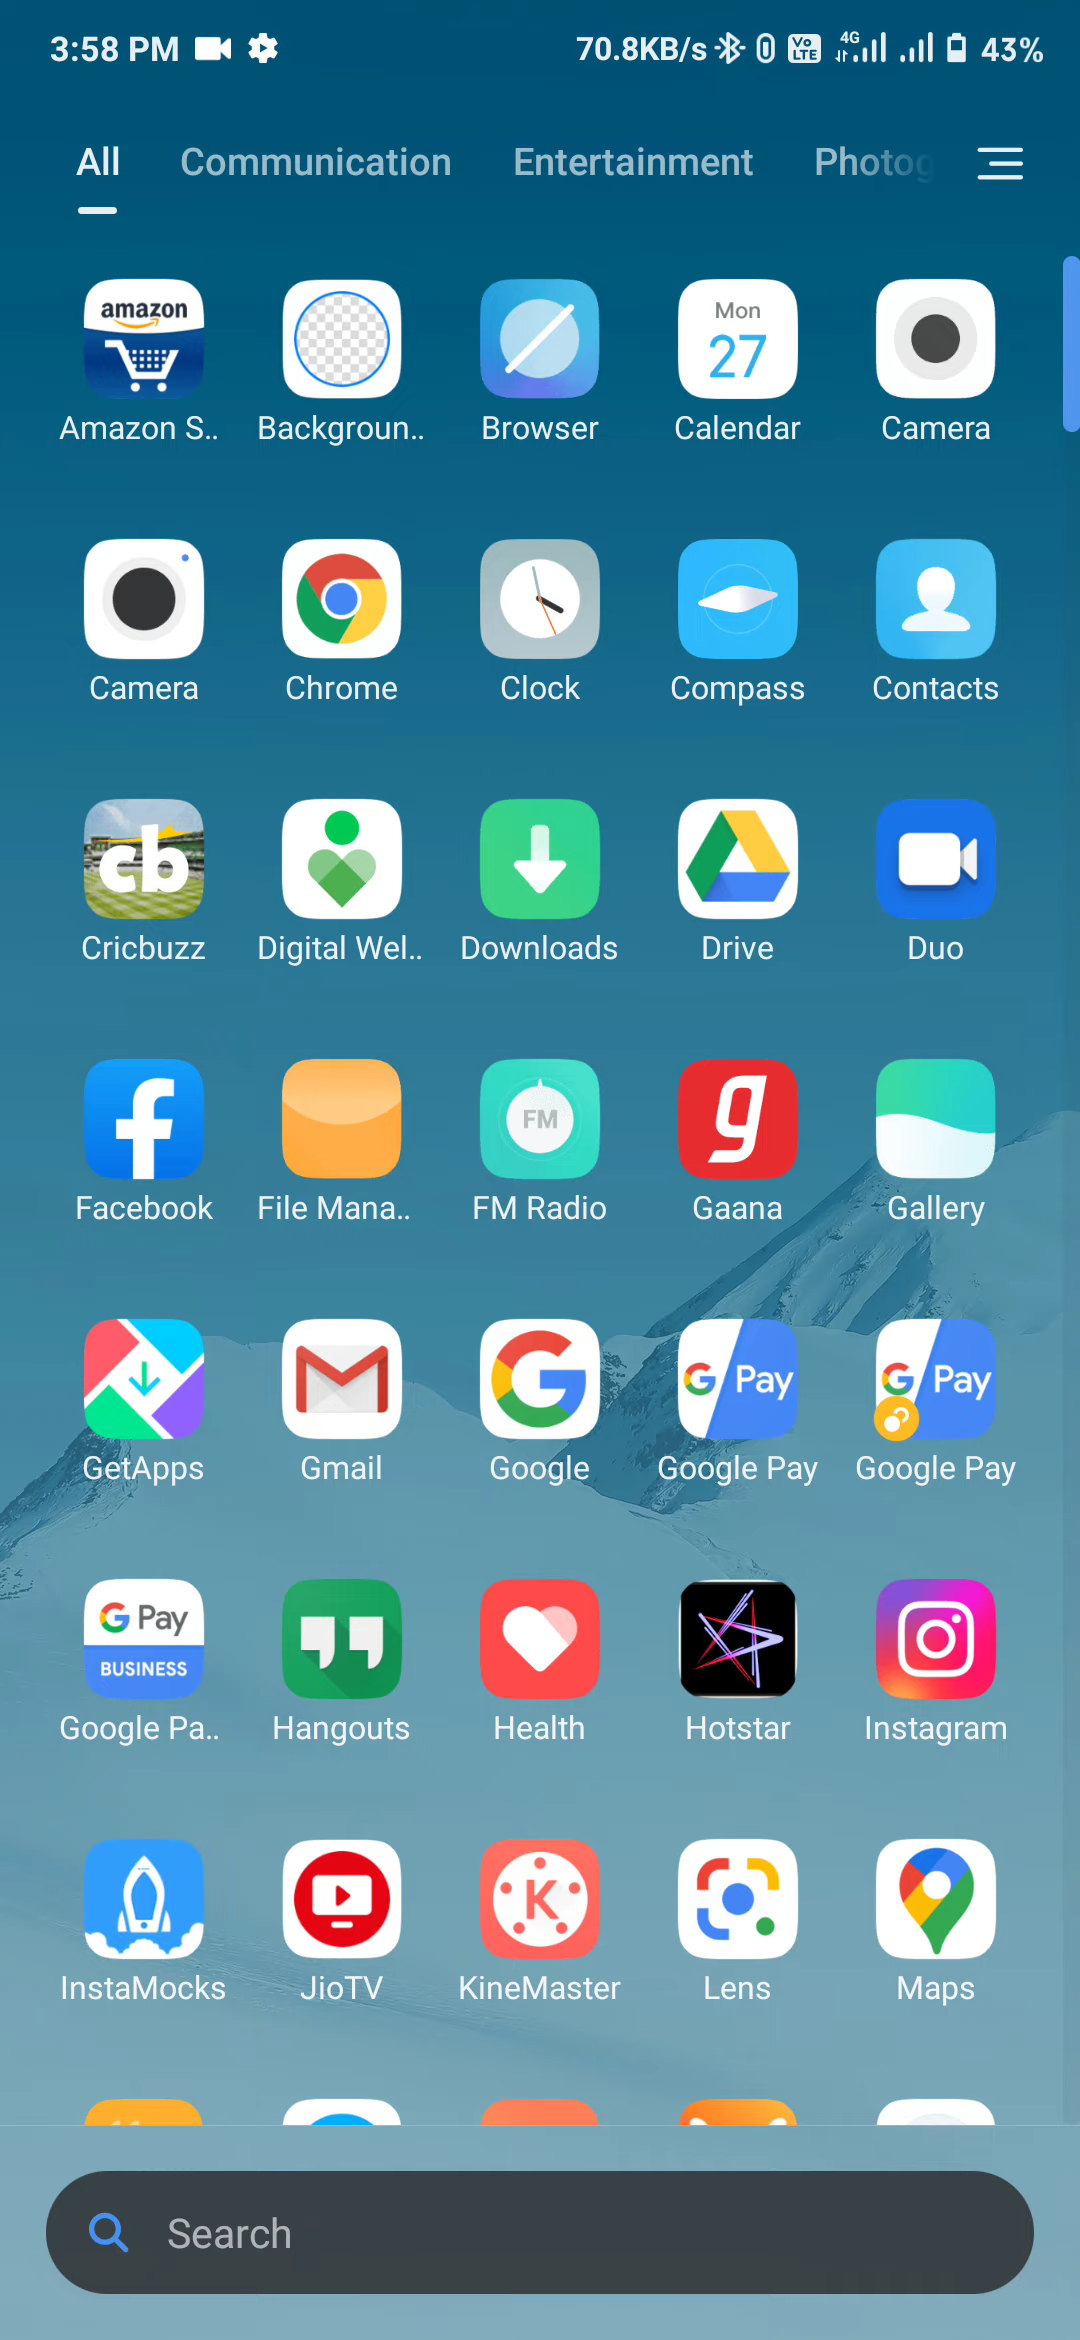 3:58 PM 70.8KB/s Vo LTE 4G 43%
All Communication Entertainment Photog
amazon Mon 27
Amazon S.. Backgroun.. Browser Calendar Camera
Camera Chrome Clock Compass Contacts
cb
Cricbuzz Digital Wel.. Downloads Drive Duo
f FM g
Facebook File Mana.. FM Radio Gaana Gallery
G G Pay G Pay
GetApps Gmail Google Google Pay Google Pay
G Pay
BUSINESS
Google Pa.. Hangouts Health Hotstar Instagram
K
InstaMocks JioTV KineMaster Lens Maps
Search